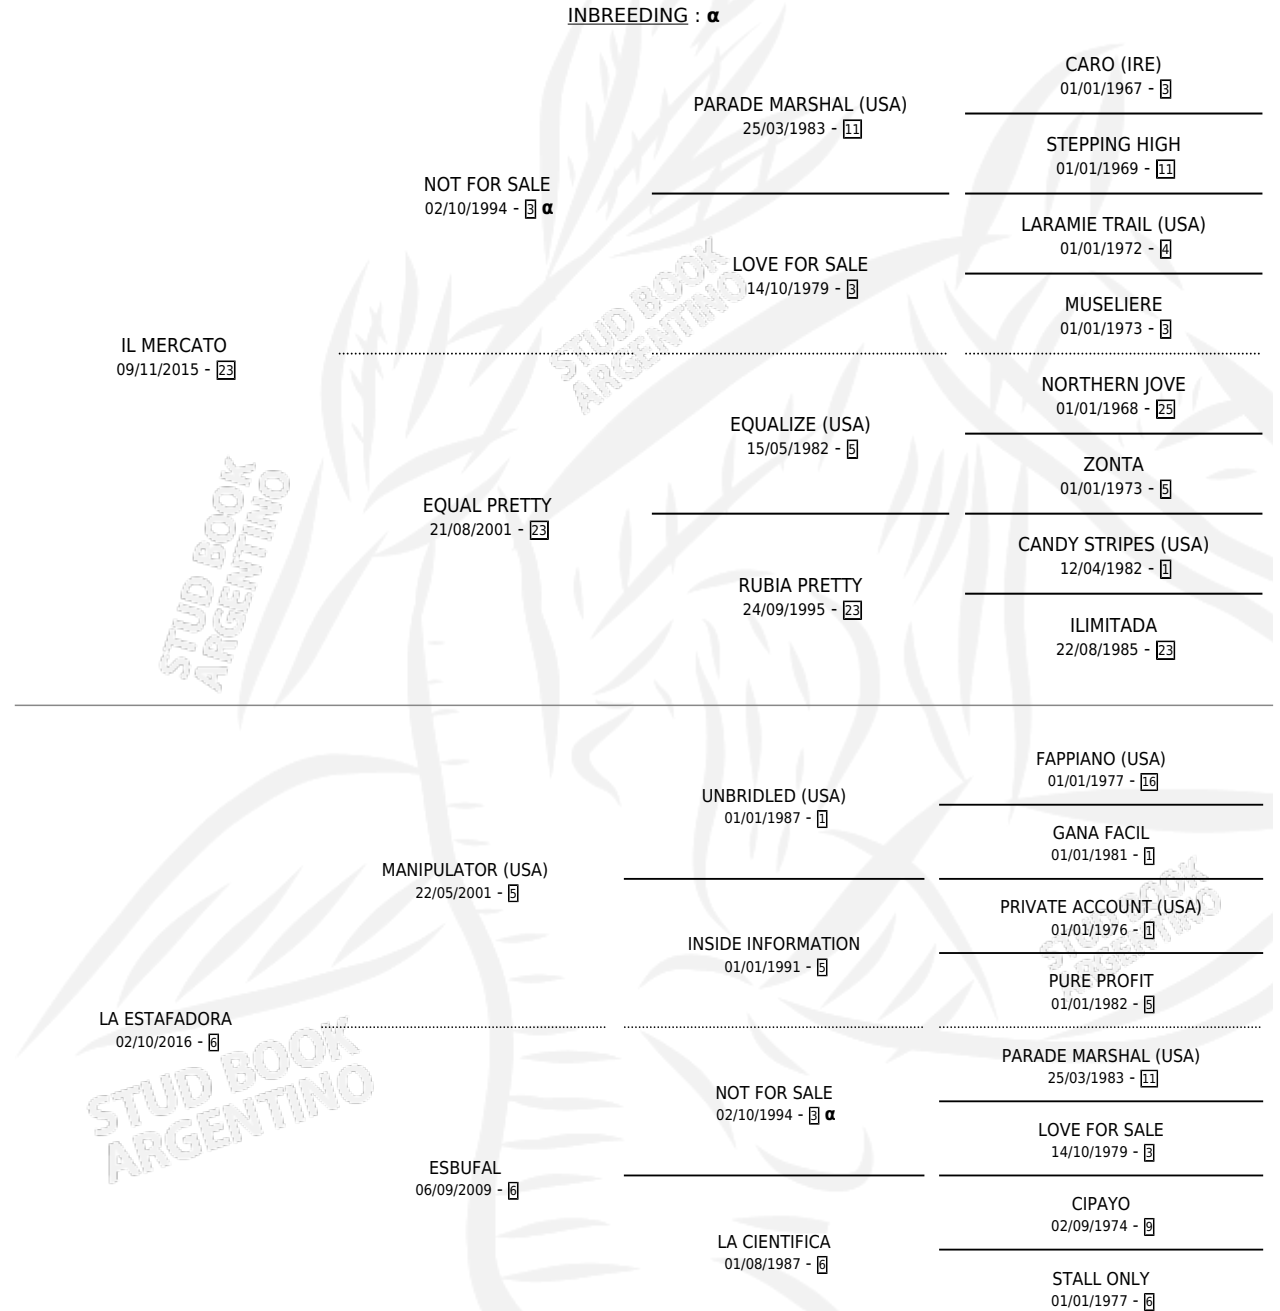 INBREEDING : α
CARO (IRE)
01/01/1967 - 3
PARADE MARSHAL (USA)
25/03/1983 - 11
STEPPING HIGH
01/01/1969 - 11
NOT FOR SALE
02/10/1994 - 3 α
LARAMIE TRAIL (USA)
01/01/1972 - 4
LOVE FOR SALE
14/10/1979 - 3
MUSELIERE
01/01/1973 - 3
IL MERCATO
09/11/2015 - 23
NORTHERN JOVE
01/01/1968 - 25
EQUALIZE (USA)
15/05/1982 - 5
ZONTA
01/01/1973 - 5
EQUAL PRETTY
21/08/2001 - 23
CANDY STRIPES (USA)
12/04/1982 - 1
RUBIA PRETTY
24/09/1995 - 23
ILIMITADA
22/08/1985 - 23
FAPPIANO (USA)
01/01/1977 - 16
UNBRIDLED (USA)
01/01/1987 - 1
GANA FACIL
01/01/1981 - 1
MANIPULATOR (USA)
22/05/2001 - 5
PRIVATE ACCOUNT (USA)
01/01/1976 - 1
INSIDE INFORMATION
01/01/1991 - 5
PURE PROFIT
01/01/1982 - 5
LA ESTAFADORA
02/10/2016 - 6
PARADE MARSHAL (USA)
25/03/1983 - 11
NOT FOR SALE
02/10/1994 - 3 α
LOVE FOR SALE
14/10/1979 - 3
ESBUFAL
06/09/2009 - 6
CIPAYO
02/09/1974 - 9
LA CIENTIFICA
01/08/1987 - 6
STALL ONLY
01/01/1977 - 6
STUD BOOK
ARGENTINO
STUD BOOK
ARGENTINO
STUD BOOK
ARGENTINO
STUD BOOK
ARGENTINO